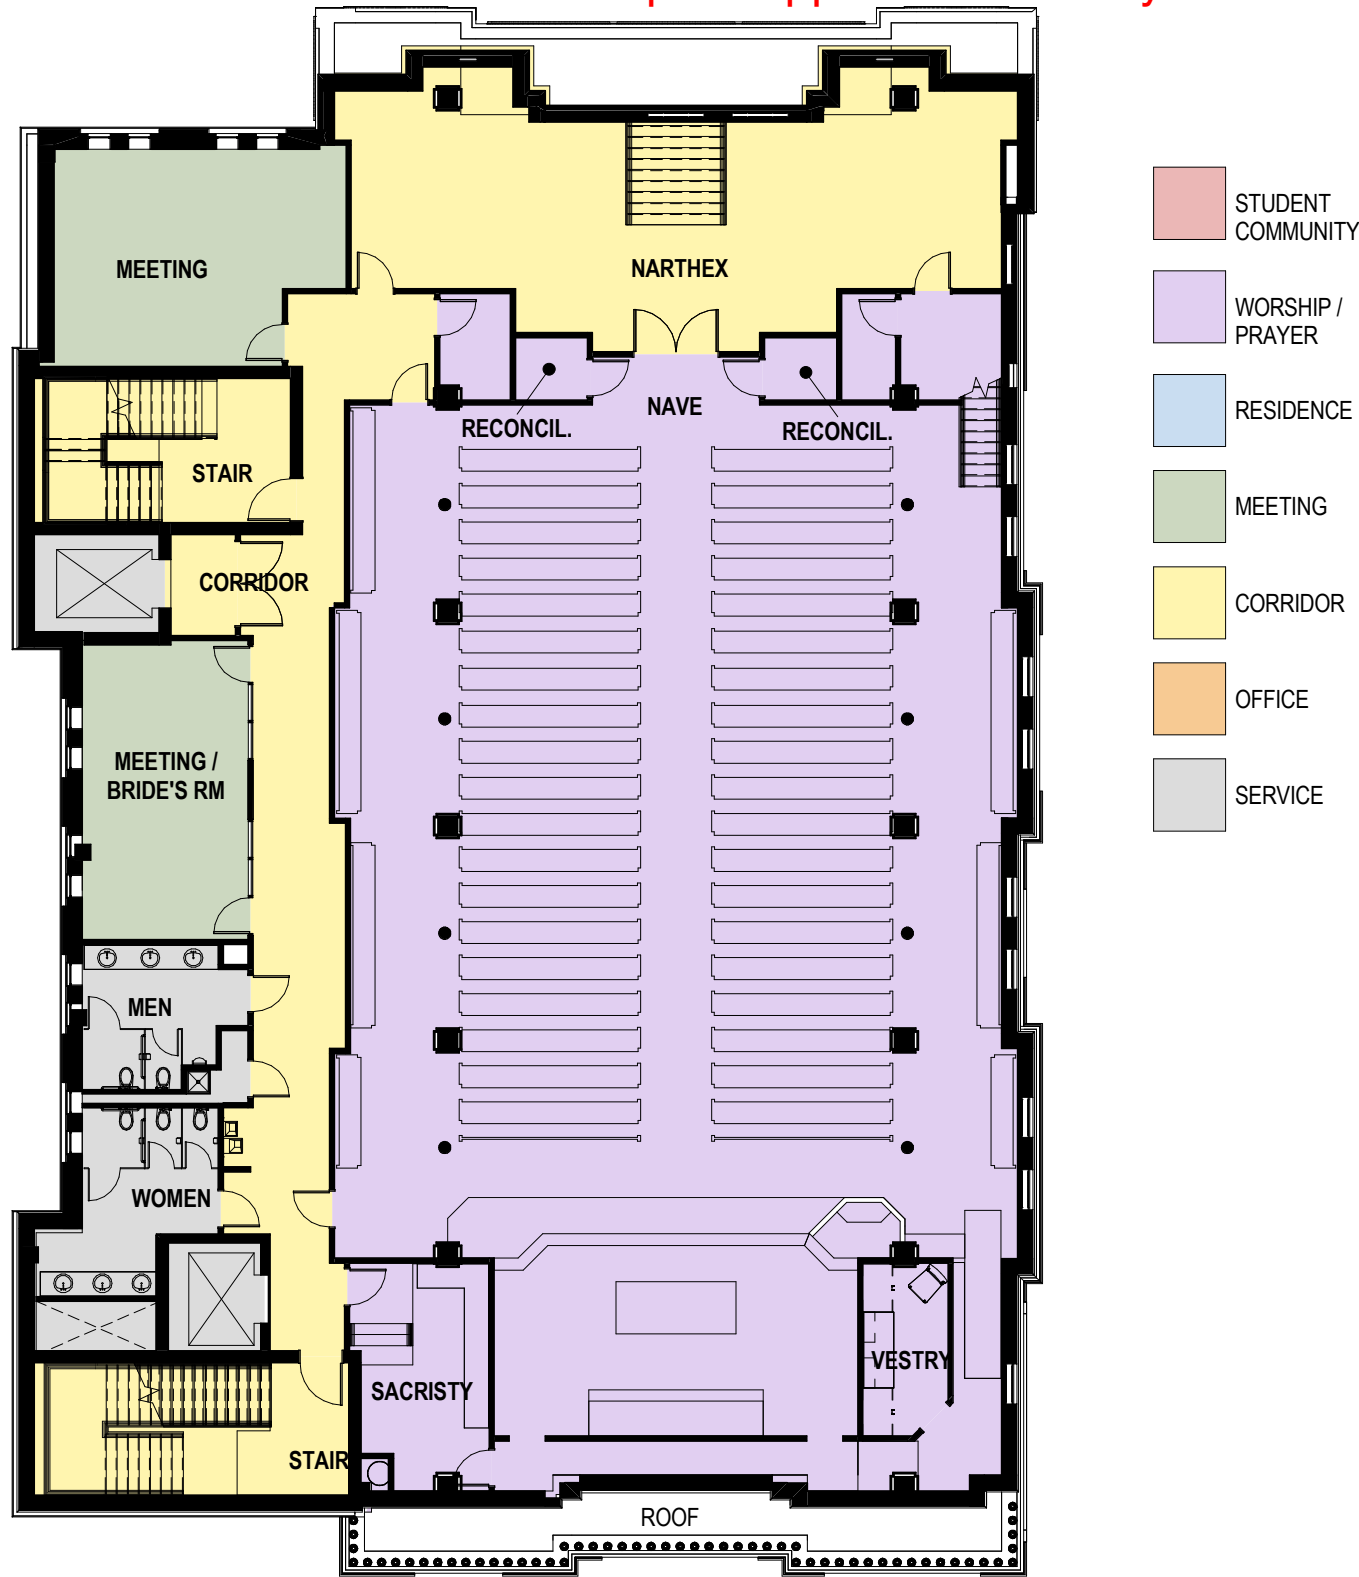 MEETING
NARTHEX
RECONCIL.
NAVE
RECONCIL.
STAIR
CORRIDOR
MEETING /
BRIDE'S RM
MEN
WOMEN
SACRISTY
VESTRY
STAIR
ROOF
STUDENT
COMMUNITY
WORSHIP /
PRAYER
RESIDENCE
MEETING
CORRIDOR
OFFICE
SERVICE